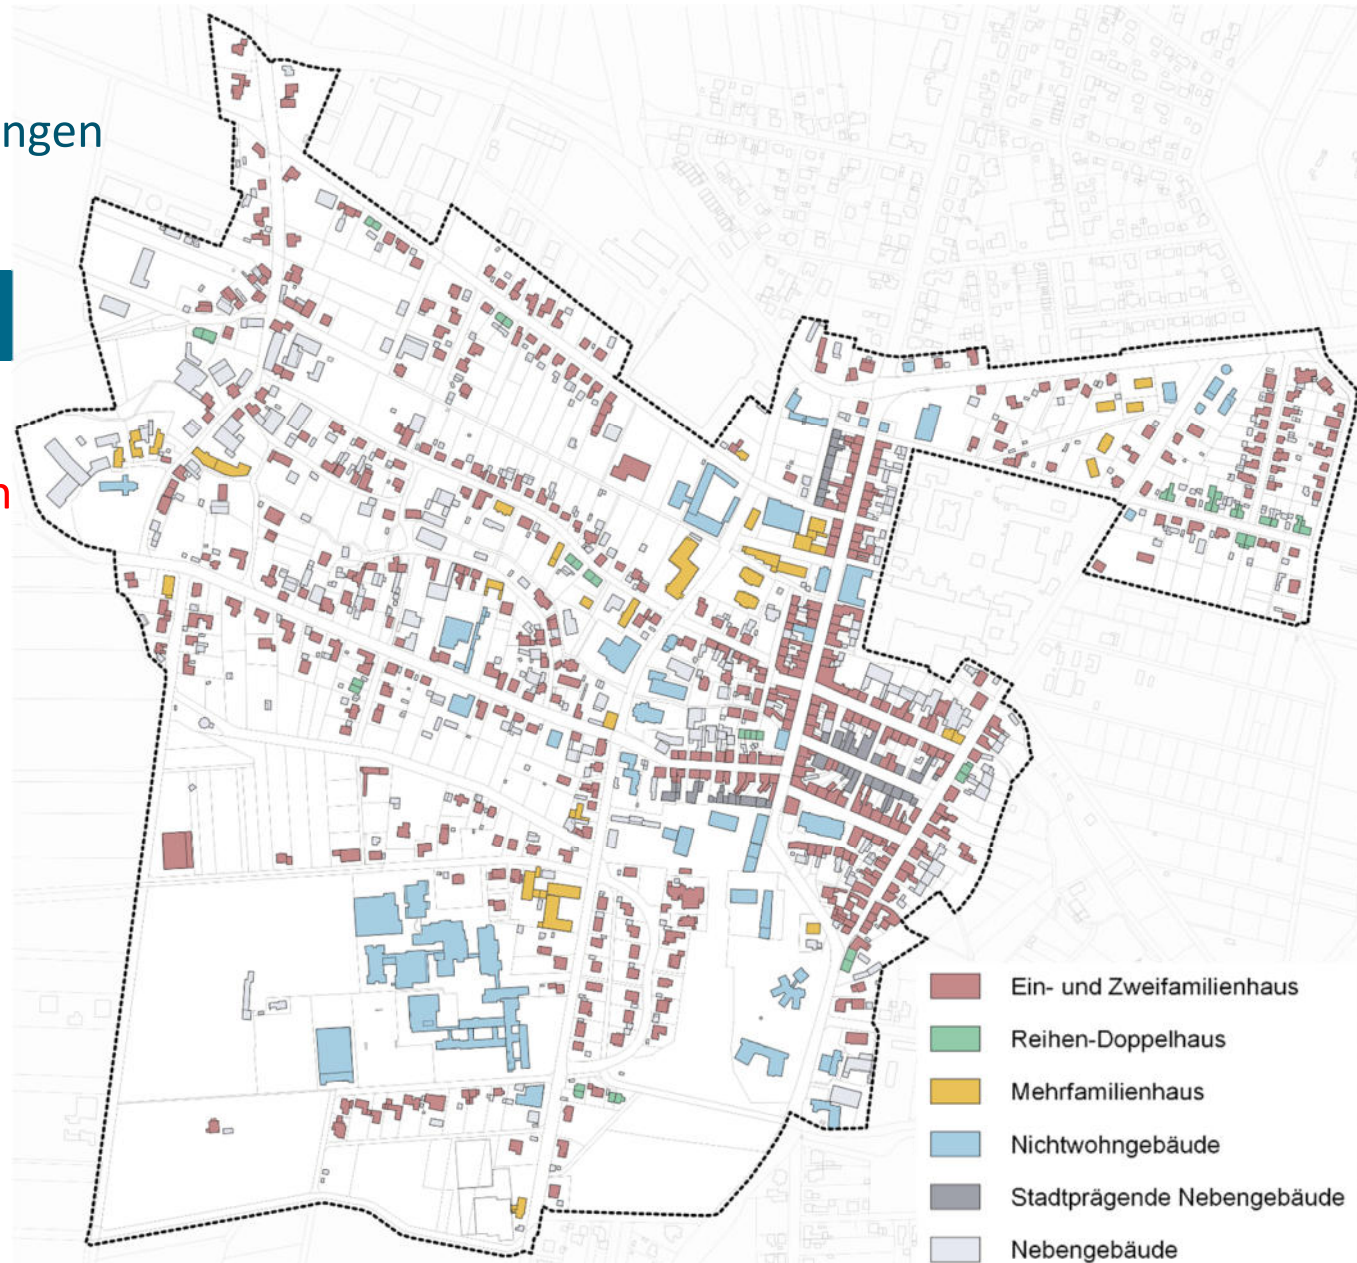 ngen
n
Ein- und Zweifamilienhaus
Reihen-Doppelhaus
Mehrfamilienhaus
Nichtwohngebäude
Stadtprägende Nebengebäude
Nebengebäude